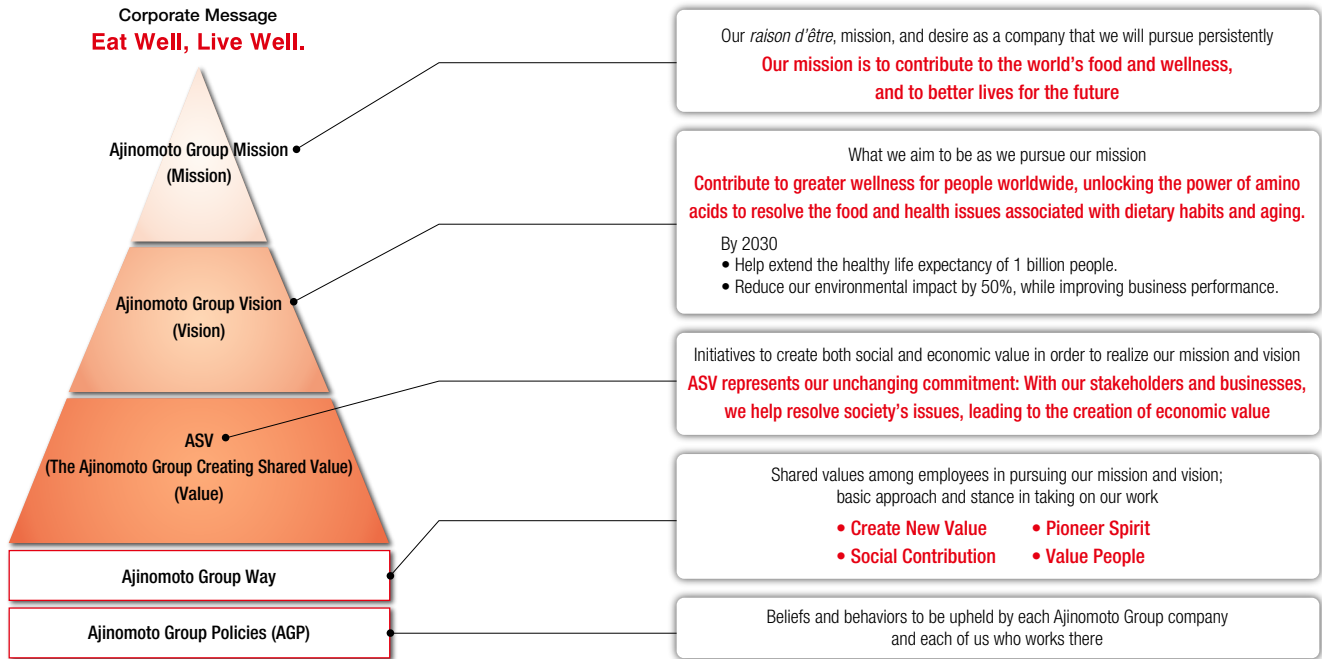 Corporate Message
Eat Well, Live Well.
Ajinomoto Group Mission
(Mission)
Our raison d’être, mission, and desire as a company that we will pursue persistently
Our mission is to contribute to the world’s food and wellness,
and to better lives for the future
Ajinomoto Group Vision
(Vision)
What we aim to be as we pursue our mission
Contribute to greater wellness for people worldwide, unlocking the power of amino
acids to resolve the food and health issues associated with dietary habits and aging.
By 2030
• Help extend the healthy life expectancy of 1 billion people.
• Reduce our environmental impact by 50%, while improving business performance.
ASV
(The Ajinomoto Group Creating Shared Value)
(Value)
Initiatives to create both social and economic value in order to realize our mission and vision
ASV represents our unchanging commitment: With our stakeholders and businesses,
we help resolve society’s issues, leading to the creation of economic value
Ajinomoto Group Way
Shared values among employees in pursuing our mission and vision;
basic approach and stance in taking on our work
• Create New Value • Pioneer Spirit
• Social Contribution • Value People
Ajinomoto Group Policies (AGP)
Beliefs and behaviors to be upheld by each Ajinomoto Group company
and each of us who works there